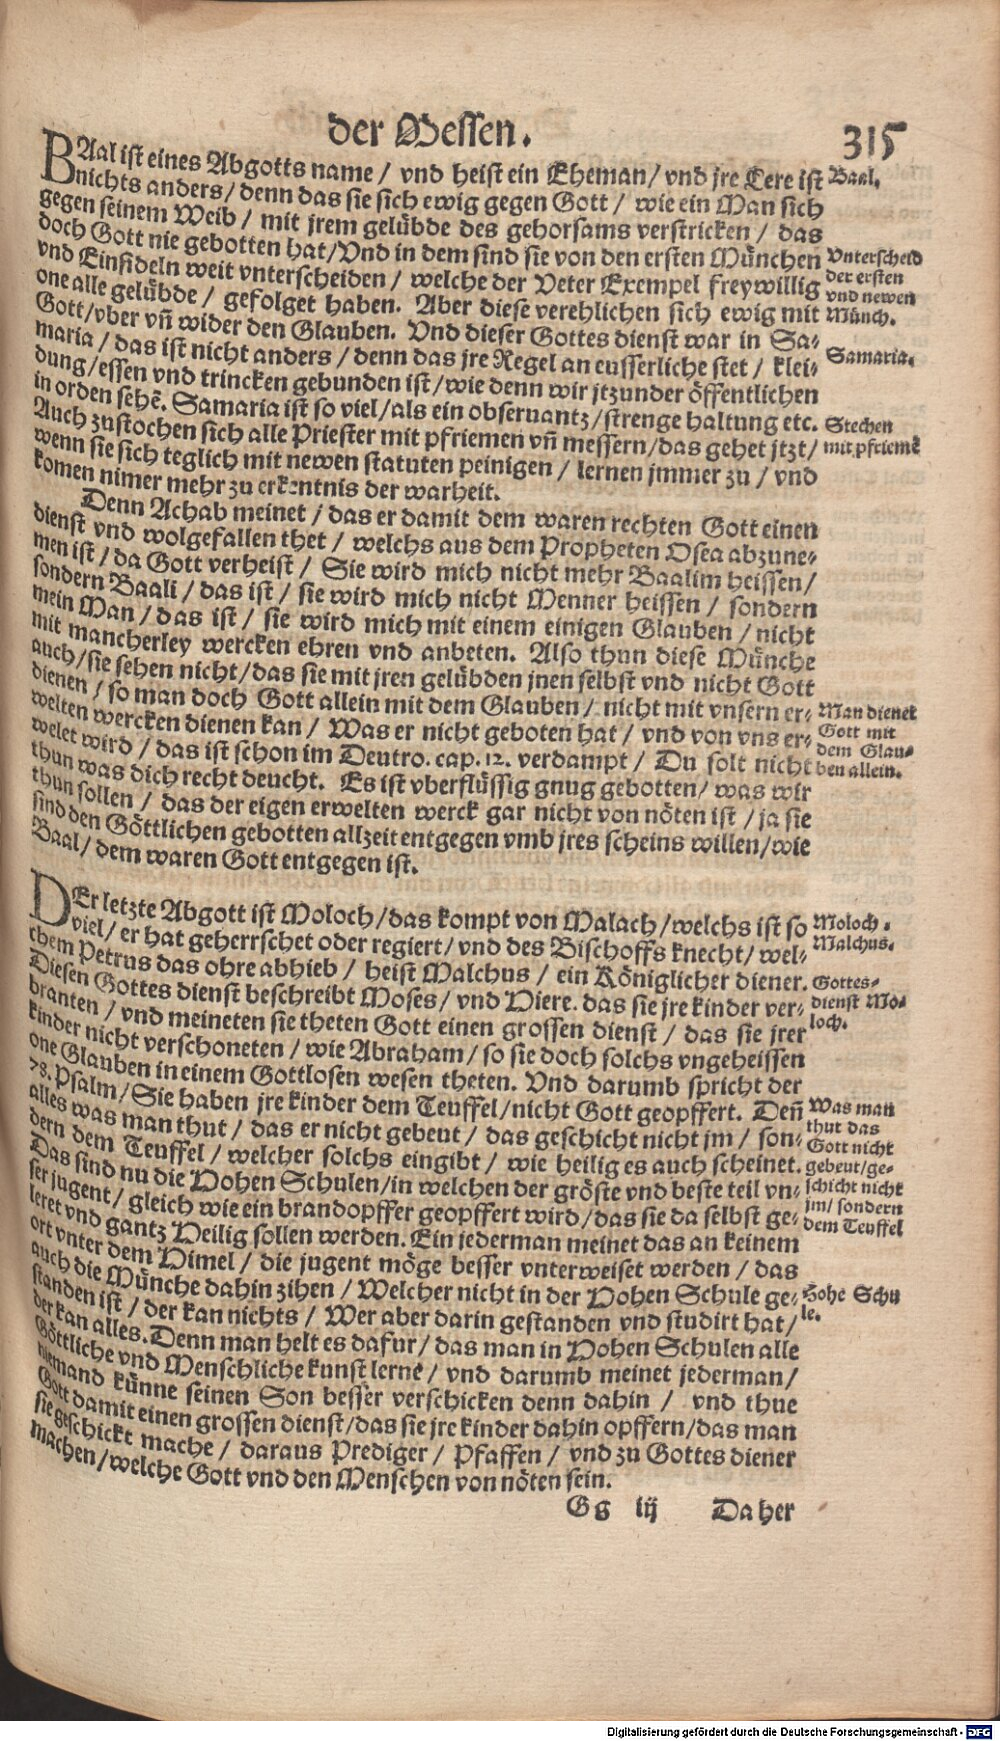 der Messen.
315
BAal ist eines Abgotts name / vnd heist ein Eheman / vnd jre Lere ist
nichts anders / denn das sie sich ewig gegen Gott / wie ein Man sich
gegen seinem Weib / mit jrem gelübde des gehorsams verstricken / das
doch Gott nie gebotten hat / Vnd in dem sind sie von den ersten München
vnd Einsideln weit vnterscheiden / welche der Veter Exempel freywillig
one alle gelübde / gefolget haben. Aber diese verehlichen sich ewig mit
Gott / vber vñ wider den Glauben. Vnd dieser Gottes dienst war in Sa-
maria / das ist nicht anders / denn das jre Regel an eusserliche stet / klei-
dung / essen vnd trincken gebunden ist / wie denn wir jtzunder öffentlichen
in orden sehẽ. Samaria ist so viel / als ein obseruantz / strenge haltung etc.
Auch zustochen sich alle Priester mit pfriemen vñ messern / das gehet jtzt /
wenn sie sich teglich mit newen statuten peinigen / lernen jmmer zu / vnd
komen nimer mehr zu erkentnis der warheit.
Denn Achab meinet / das er damit dem waren rechten Gott einen
dienst vnd wolgefallen thet / welchs aus dem Propheten Osea abzune-
men ist / da Gott verheist / Sie wird mich nicht mehr Baalim heissen /
sondern Baali / das ist / sie wird mich nicht Menner heissen / sondern
mein Man / das ist / sie wird mich mit einem einigen Glauben / nicht
mit mancherley wercken ehren vnd anbeten. Also thun diese Münche
auch / sie sehen nicht / das sie mit jren gelübden jnen selbst vnd nicht Gott
dienen / so man doch Gott allein mit dem Glauben / nicht mit vnsern er-
welten wercken dienen kan / Was er nicht geboten hat / vnd von vns er-
welet wird / das ist schon im Deutro. cap. 12. verdampt / Du solt nicht
thun was dich recht deucht. Es ist vberflüssig gnug gebotten / was wir
thun sollen / das der eigen erwelten werck gar nicht von nöten ist / ja sie
sind den Göttlichen gebotten allzeit entgegen vmb jres scheins willen / wie
Baal / dem waren Gott entgegen ist.
DEr letzte Abgott ist Moloch / das kompt von Malach / welchs ist so
viel / er hat geherrschet oder regiert / vnd des Bischoffs knecht / wel-
chem Petrus das ohre abhieb / heist Malchus / ein Königlicher diener.
Diesen Gottes dienst beschreibt Moses / vnd Hiere. das sie jre kinder ver-
branten / vnd meineten sie theten Gott einen grossen dienst / das sie jrer
kinder nicht verschoneten / wie Abraham / so sie doch solchs vngeheissen
one Glauben in einem Gottlosen wesen theten. Vnd darumb spricht der
78. Psalm / Sie haben jre kinder dem Teuffel / nicht Gott geopffert. Deñ
alles was man thut / das er nicht gebeut / das geschicht nicht jm / son-
dern dem Teuffel / welcher solchs eingibt / wie heilig es auch scheinet.
Das sind nu die Hohen Schulen / in welchen der gröste vnd beste teil vn-
ser jugent / gleich wie ein brandopffer geopffert wird / das sie da selbst ge-
leret vnd gantz Heilig sollen werden. Ein jederman meinet das an keinem
ort vnter dem Himel / die jugent möge besser vnterweiset werden / das
auch die Münche dahin zihen / Welcher nicht in der Hohen Schule ge-
standen ist / der kan nichts / Wer aber darin gestanden vnd studirt hat /
der kan alles. Denn man helt es dafur / das man in Hohen Schulen alle
Göttliche vnd Menschliche kunst lerne / vnd darumb meinet jederman /
niemand künne seinen Son besser verschicken denn dahin / vnd thue
Gott damit einen grossen dienst / das sie jre kinder dahin opffern / das man
sie geschickt mache / daraus Prediger / Pfaffen / vnd zu Gottes diener
machen / welche Gott vnd den Menschen von nöten sein.
Gg iij Daher
Baal.
Vnterscheid
der ersten
vnd newen
Münch.
Samaria.
Stechen
mit pfriemẽ
Man dienet
Gott mit
dem Glau-
ben allein.
Moloch.
Malchus.
Gottes-
dienst Mo-
loch.
Was man
thut das
Gott nicht
gebeut / ge-
schicht nicht
jm / sondern
dem Teuffel
Hohe Schu
le.
Digitalisierung gefördert durch die Deutsche Forschungsgemeinschaft - DFG